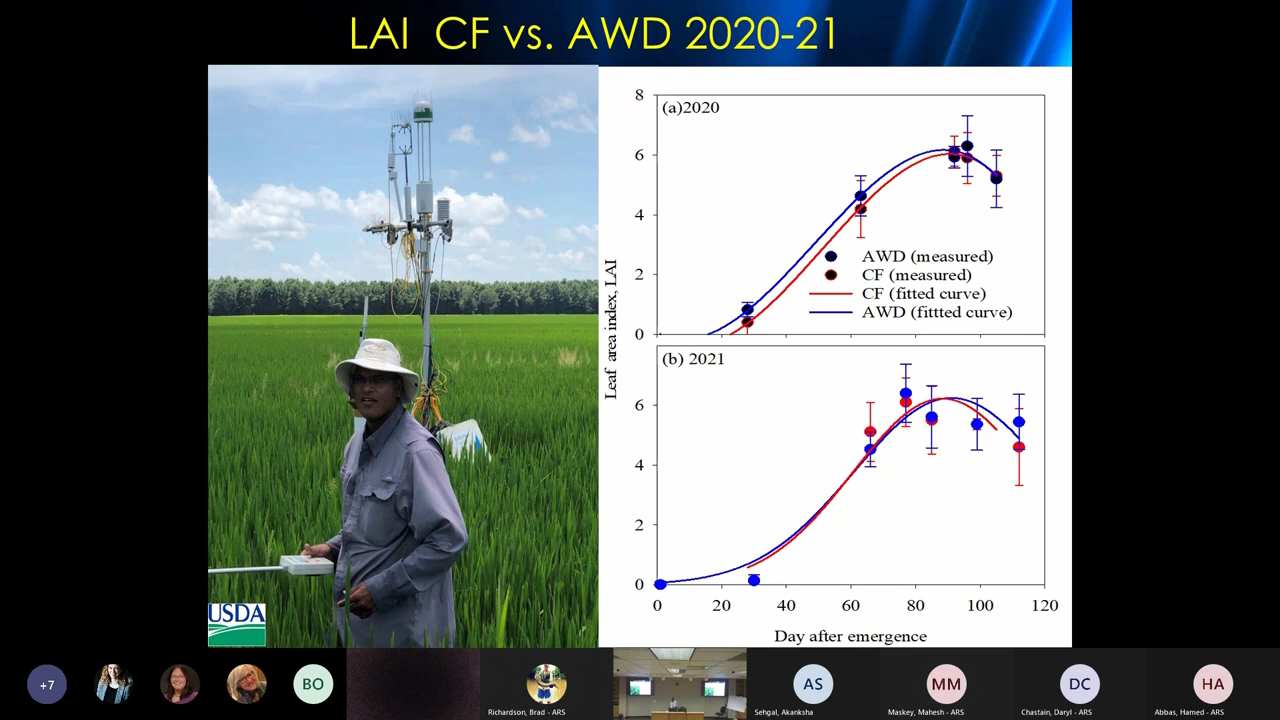 LAI CF vs. AWD 2020-21
8
(a)2020
6
4
AWD (measured)
CF (measured)
2
CF (fitted curve)
AWD (fittted curve)
0
Leaf area index, LAI
(b) 2021
6
4
2
0
0 20 40 60 80 100 120
Day after emergence
USDA
+7
BO
AS
MM
DC
HA
Richardson, Brad - ARS
Sehgal, Akanksha
Maskey, Mahesh - ARS
Chastain, Daryl - ARS
Abbas, Hamed - ARS